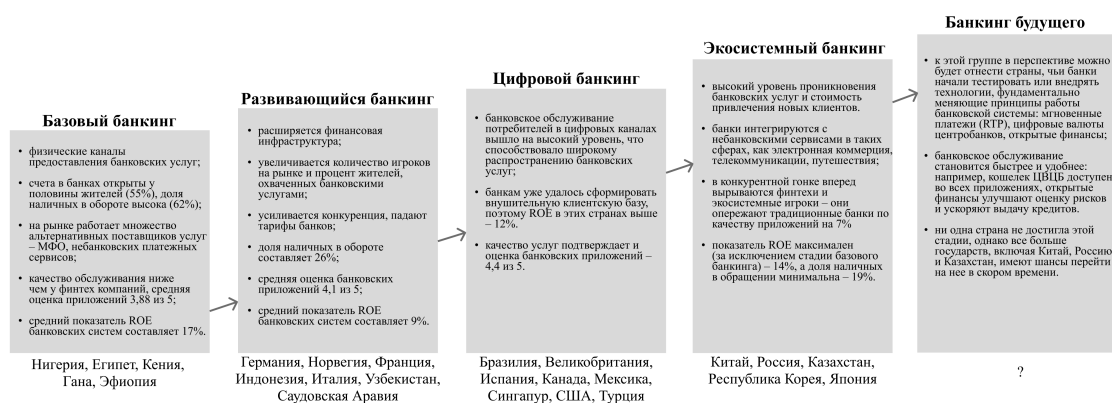 Базовый банкинг
• физические каналы
предоставления банковских услуг;
• счета в банках открыты у
половины жителей (55%), доля
наличных в обороте высока (62%);
• на рынке работает множество
альтернативных поставщиков услуг
– МФО, небанковских платежных
сервисов;
• качество обслуживания ниже
чем у финтех компаний, средняя
оценка приложений 3,88 из 5;
• средний показатель ROE
банковских систем составляет 17%.
Нигерия, Египет, Кения,
Гана, Эфиопия
Развивающийся банкинг
• расширяется финансовая
инфраструктура;
• увеличивается количество игроков
на рынке и процент жителей,
охваченных банковскими
услугами;
• усиливается конкуренция, падают
тарифы банков;
• доля наличных в обороте
составляет 26%;
• средняя оценка банковских
приложений 4,1 из 5;
• средний показатель ROE
банковских систем составляет 9%.
Германия, Норвегия, Франция,
Индонезия, Италия, Узбекистан,
Саудовская Аравия
Цифровой банкинг
• банковское обслуживание
потребителей в цифровых каналах
вышло на высокий уровень, что
способствовало широкому
распространению банковских
услуг;
• банкам уже удалось сформировать
внушительную клиентскую базу,
поэтому ROE в этих странах выше
– 12%.
• качество услуг подтверждает и
оценка банковских приложений –
4,4 из 5.
Бразилия, Великобритания,
Испания, Канада, Мексика,
Сингапур, США, Турция
Экосистемный банкинг
• высокий уровень проникновения
банковских услуг и стоимость
привлечения новых клиентов.
• банки интегрируются с
небанковскими сервисами в таких
сферах, как электронная коммерция,
телекоммуникации, путешествия;
• в конкурентной гонке вперед
вырываются финтехи и
экосистемные игроки – они
опережают традиционные банки по
качеству приложений на 7%
• показатель ROE максимален
(за исключением стадии базового
банкинга) – 14%, а доля наличных
в обращении минимальна – 19%.
Китай, Россия, Казахстан,
Республика Корея, Япония
Банкинг будущего
• к этой группе в перспективе можно
будет отнести страны, чьи банки
начали тестировать или внедрять
технологии, фундаментально
меняющие принципы работы
банковской системы: мгновенные
платежи (RTP), цифровые валюты
центробанков, открытые финансы;
• банковское обслуживание
становится быстрее и удобнее:
например, кошелек ЦВЦБ доступен
во всех приложениях, открытые
финансы улучшают оценку рисков
и ускоряют выдачу кредитов.
• ни одна страна не достигла этой
стадии, однако все больше
государств, включая Китай, Россию
и Казахстан, имеют шансы перейти
на нее в скором времени.
?